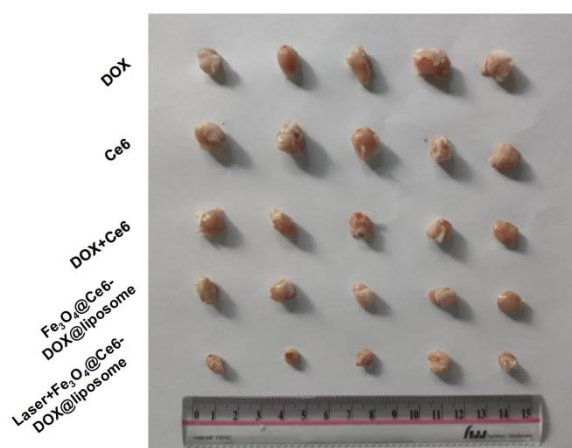 DOX
Ce6
DOX+Ce6
Fe₃O₄@Ce6-
DOX@liposome
Laser+Fe₃O₄@Ce6-
DOX@liposome
0 1 2 3 4 5 6 7 8 9 10 11 12 13 14 15